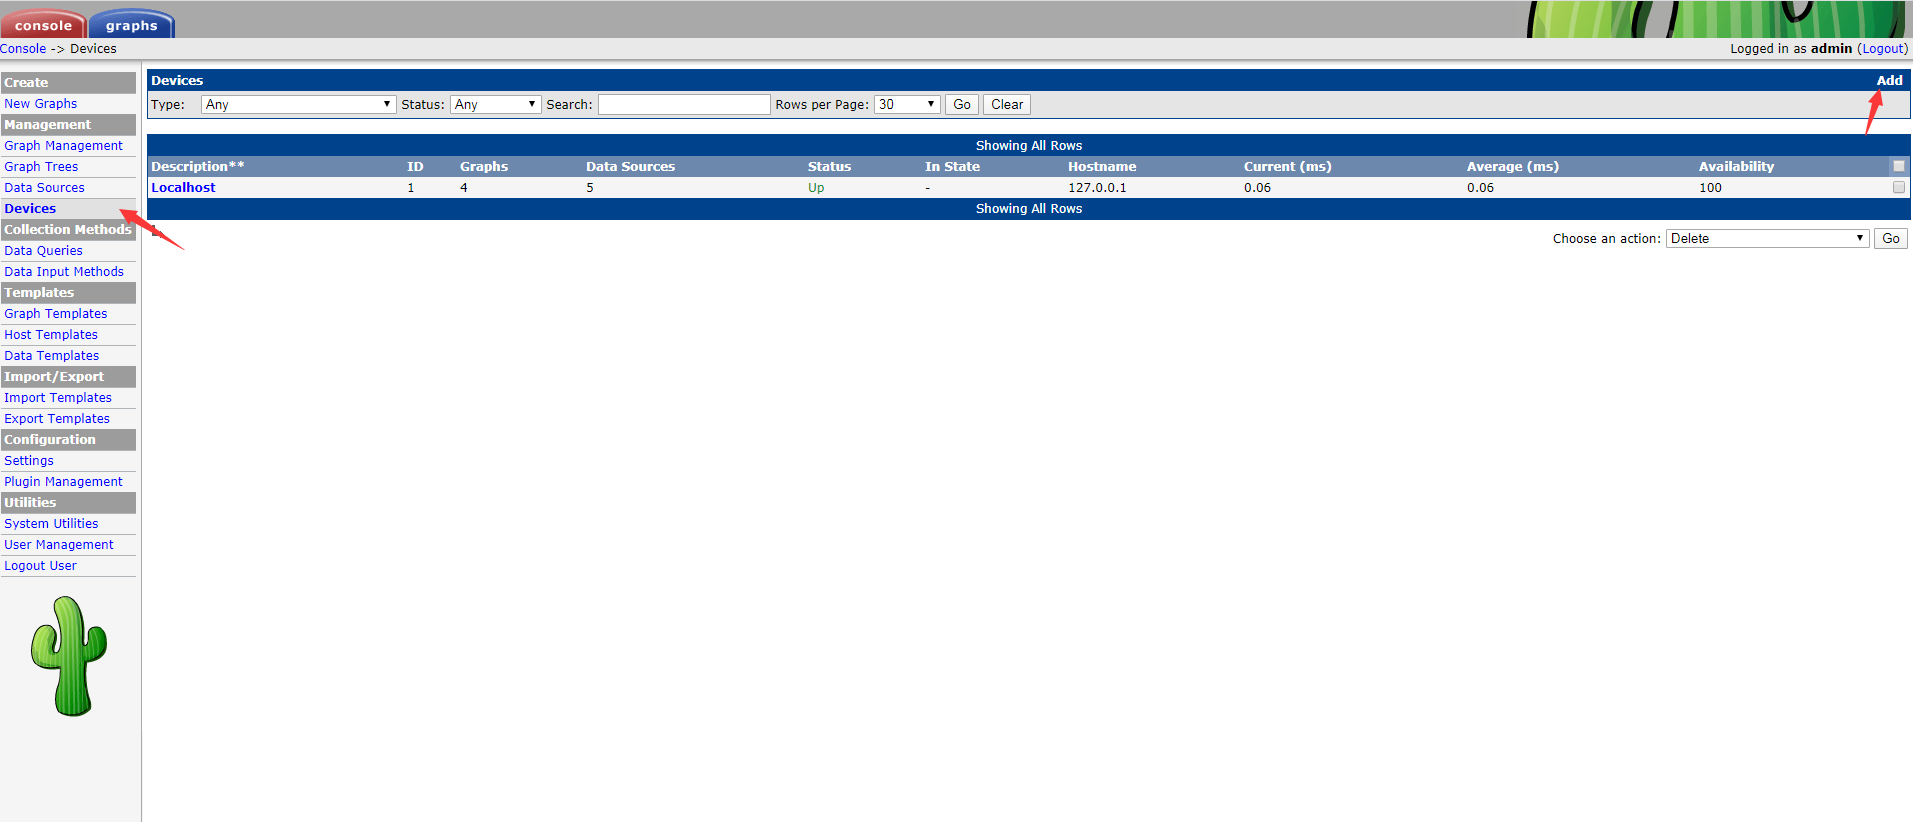 console graphs
Console -> Devices Logged in as admin (Logout)
Create
New Graphs
Management
Graph Management
Graph Trees
Data Sources
Devices
Collection Methods
Data Queries
Data Input Methods
Templates
Graph Templates
Host Templates
Data Templates
Import/Export
Import Templates
Export Templates
Configuration
Settings
Plugin Management
Utilities
System Utilities
User Management
Logout User
Devices Add
Type: Any Status: Any Search: Rows per Page: 30 Go Clear
Showing All Rows
Description** ID Graphs Data Sources Status In State Hostname Current (ms) Average (ms) Availability
Localhost 1 4 5 Up - 127.0.0.1 0.06 0.06 100
Showing All Rows
Choose an action: Delete Go